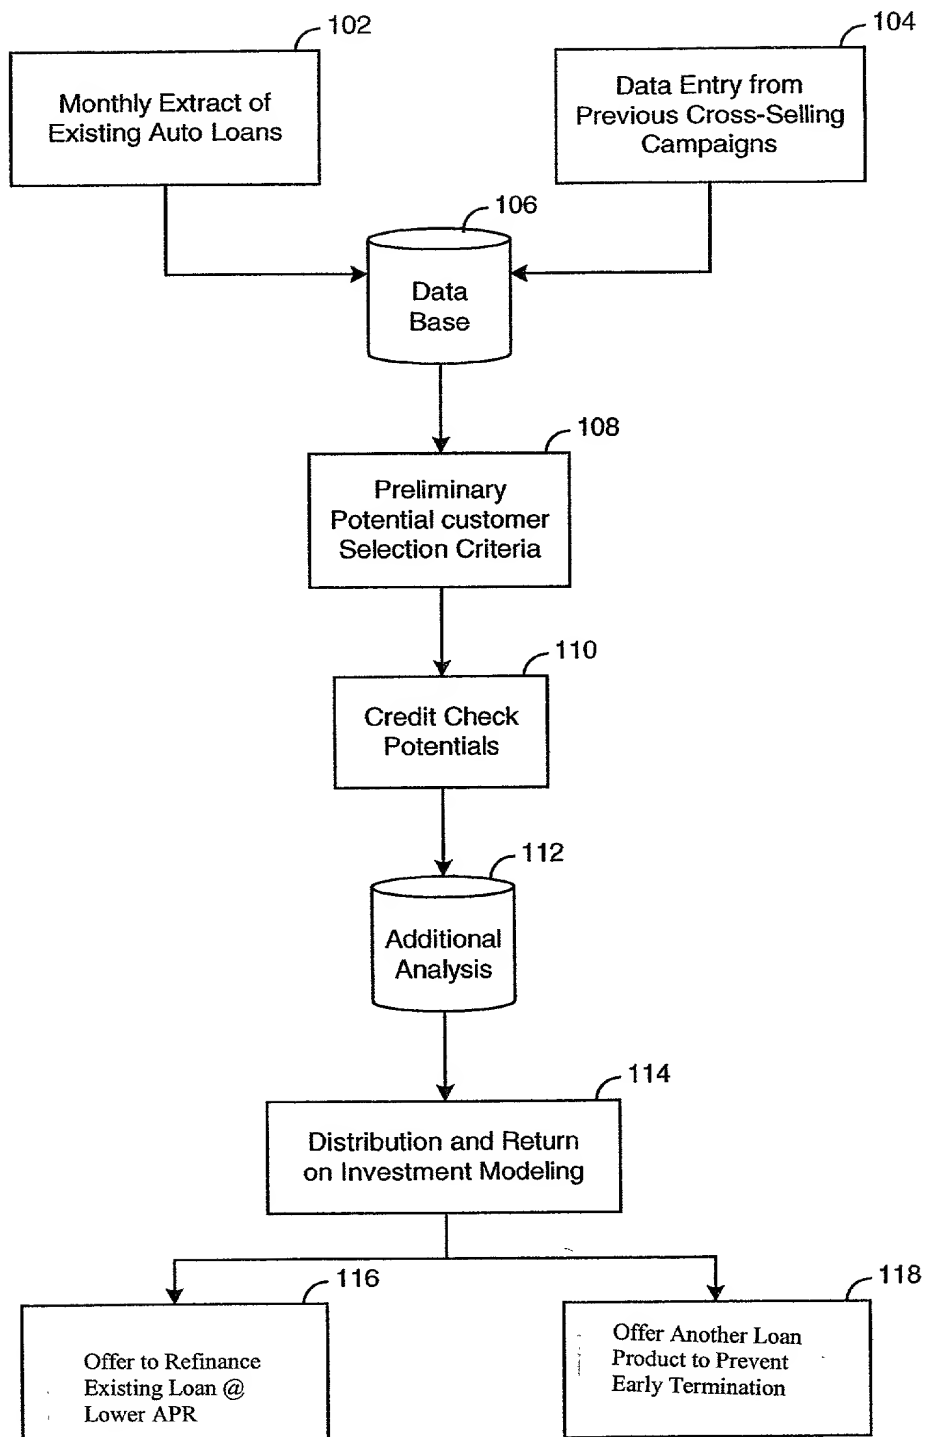 102
104
Monthly Extract of
Existing Auto Loans
Data Entry from
Previous Cross-Selling
Campaigns
106
Data
Base
108
Preliminary
Potential customer
Selection Criteria
110
Credit Check
Potentials
112
Additional
Analysis
114
Distribution and Return
on Investment Modeling
116
118
Offer to Refinance
Existing Loan @
Lower APR
Offer Another Loan
Product to Prevent
Early Termination